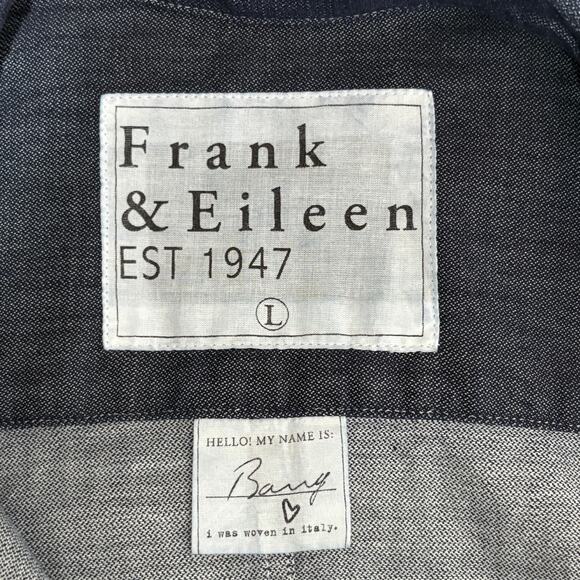 Frank
& Eileen
EST 1947
L
HELLO! MY NAME IS:
Barry
i was woven in italy.